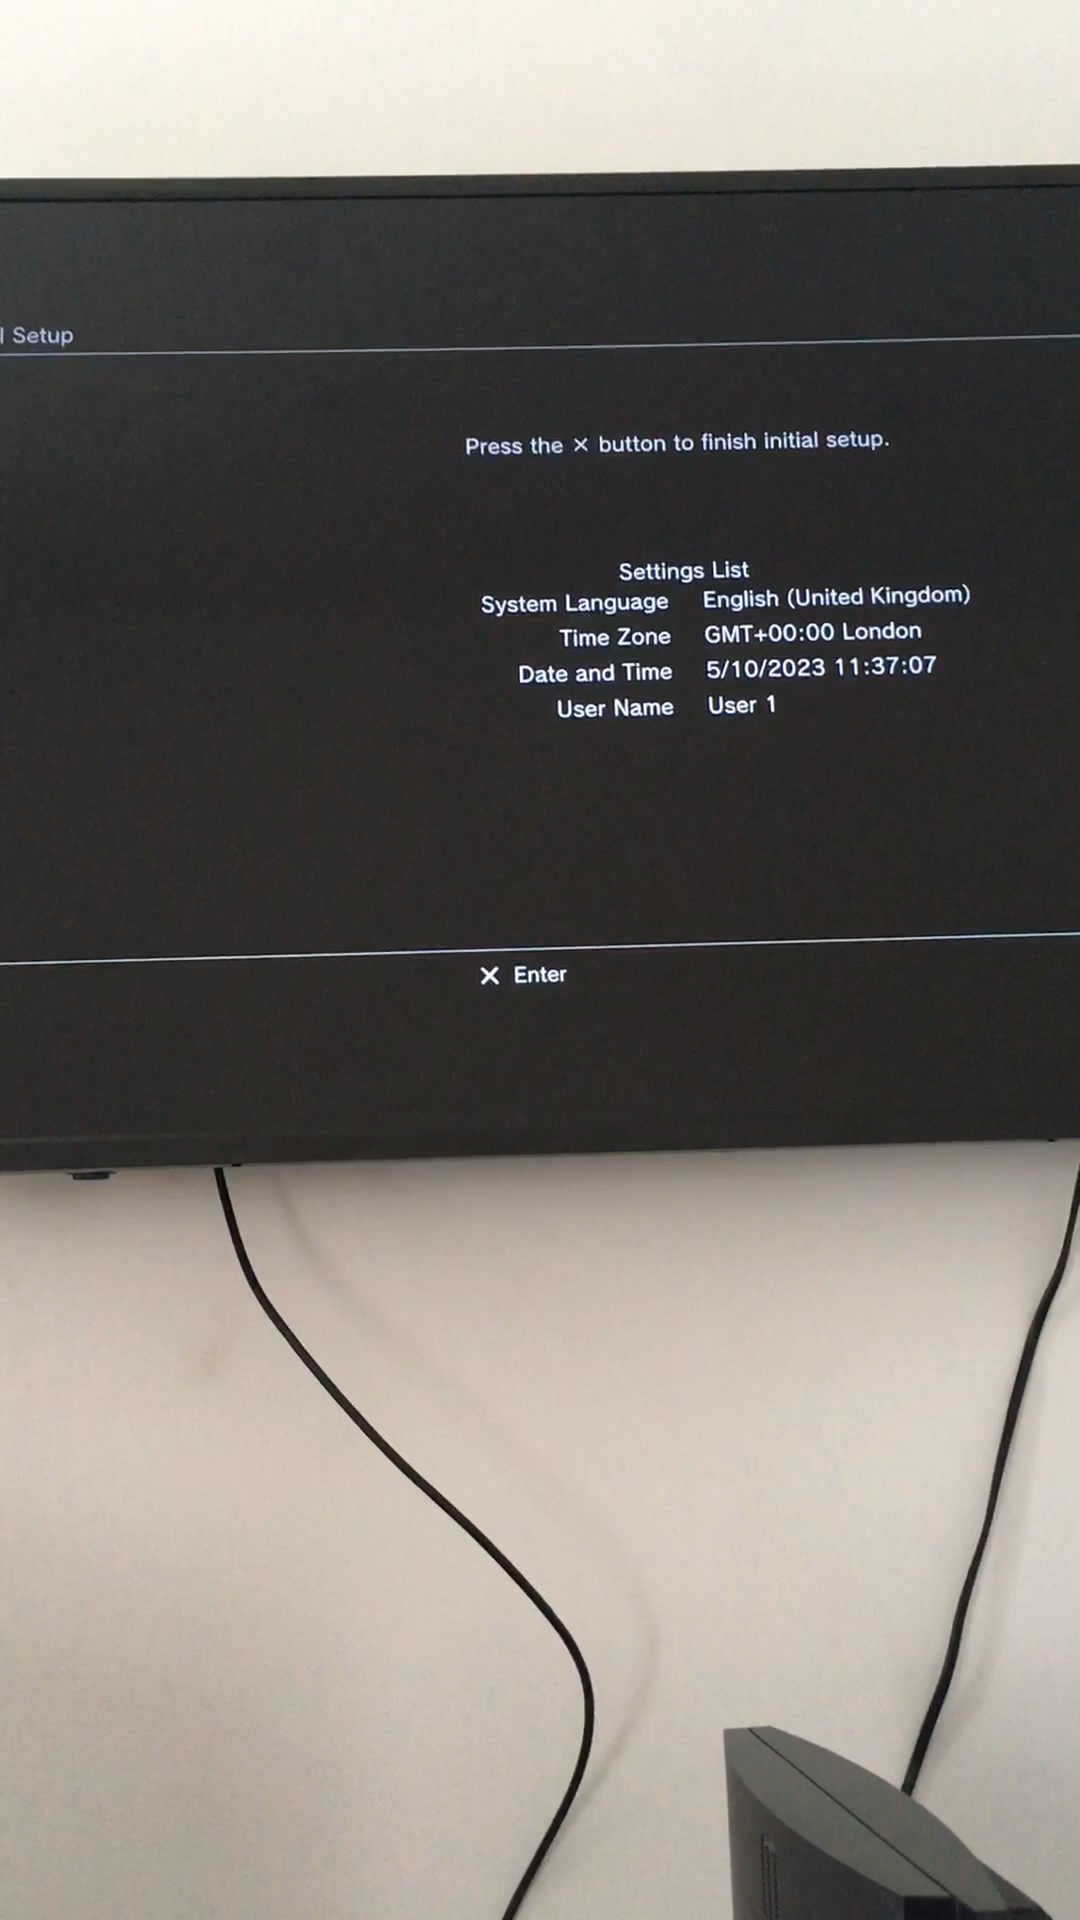 l Setup
Press the × button to finish initial setup.
Settings List
System Language English (United Kingdom)
Time Zone GMT+00:00 London
Date and Time 5/10/2023 11:37:07
User Name User 1
× Enter